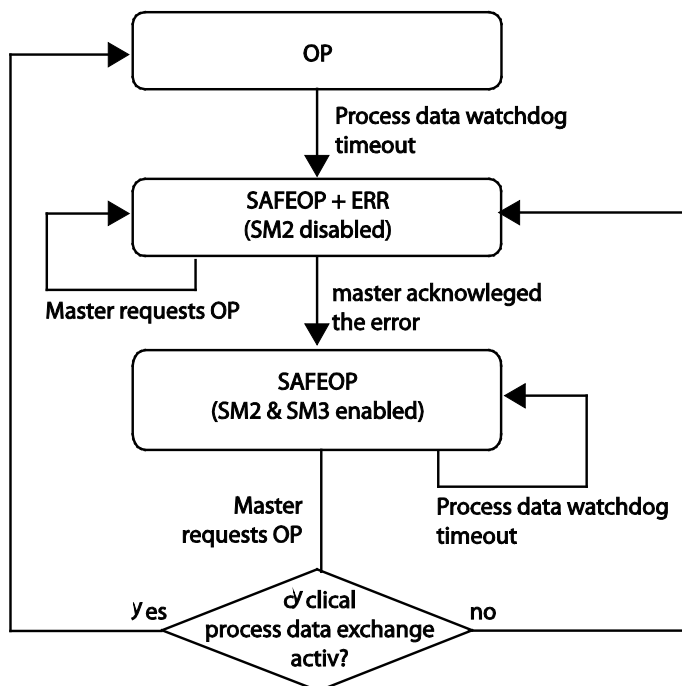 OP
Process data watchdog
timeout
SAFEOP + ERR
(SM2 disabled)
Master requests OP
master acknowleged
the error
SAFEOP
(SM2 & SM3 enabled)
Master
requests OP
Process data watchdog
timeout
yes
cyclical
process data exchange
activ?
no